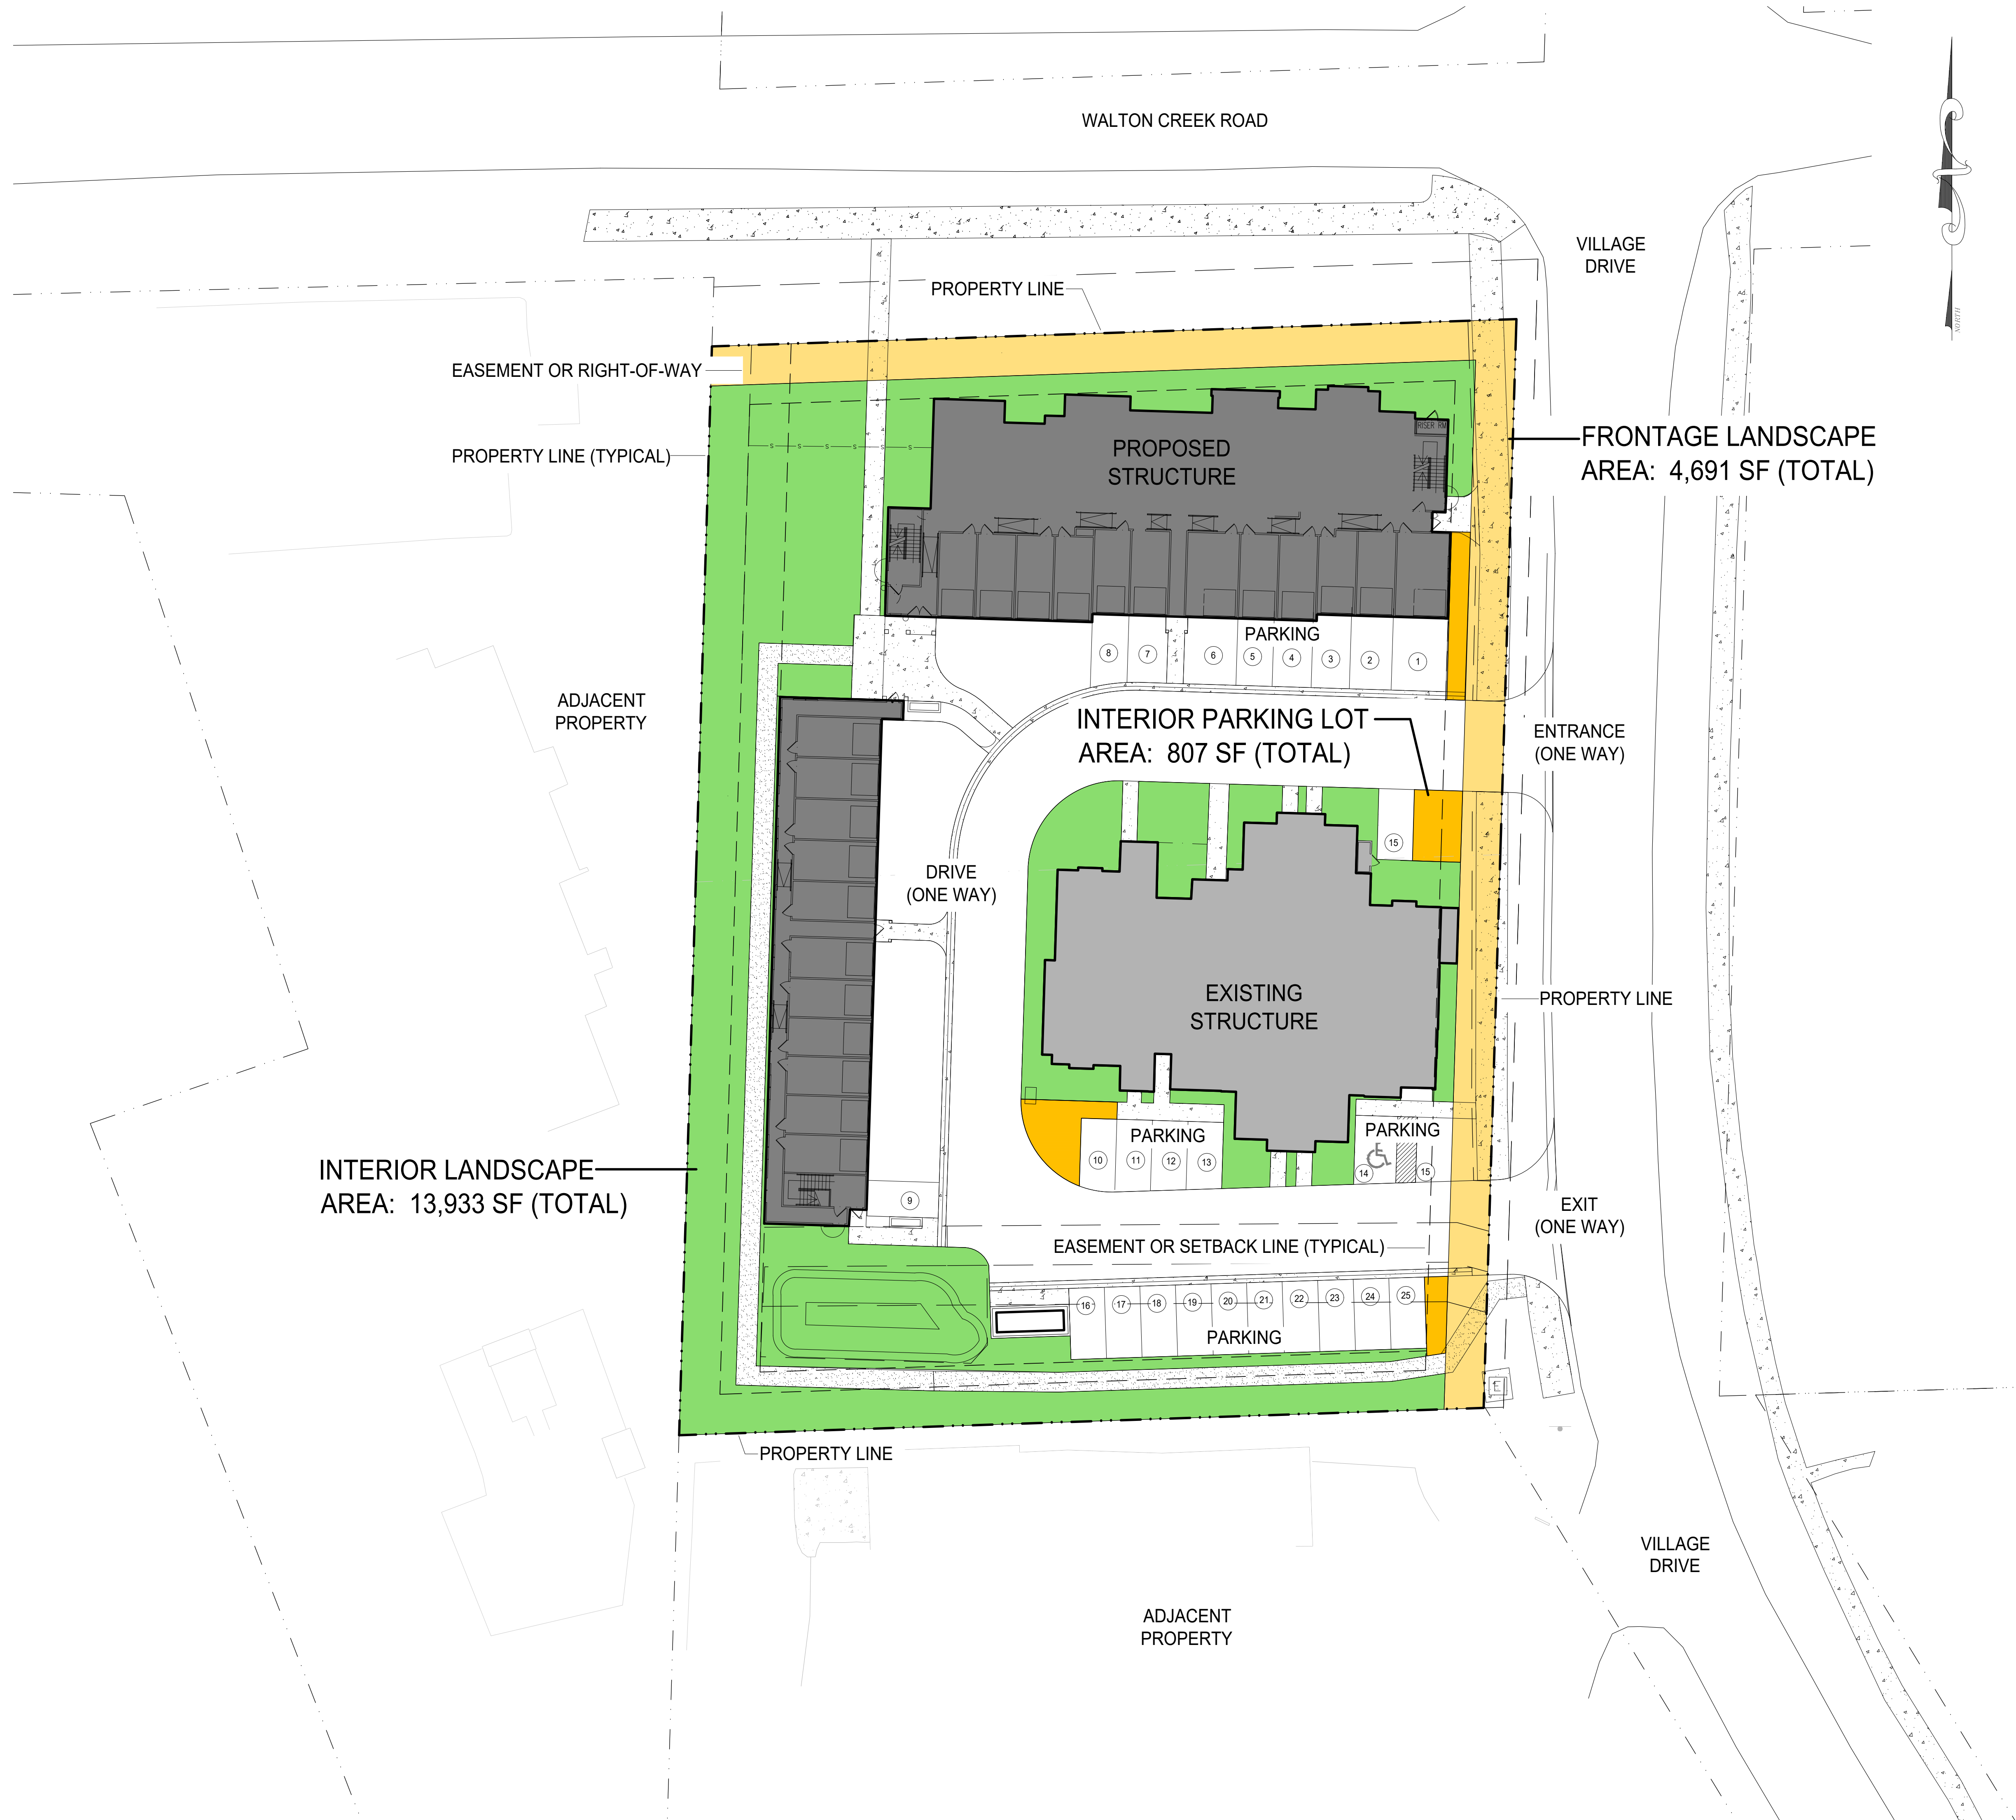 WALTON CREEK ROAD
VILLAGE
DRIVE
NORTH
PROPERTY LINE
EASEMENT OR RIGHT-OF-WAY
PROPERTY LINE (TYPICAL)
S S S S S S
PROPOSED
STRUCTURE
RISER RM
FRONTAGE LANDSCAPE
AREA: 4,691 SF (TOTAL)
PARKING
8 7 6 5 4 3 2 1
ADJACENT
PROPERTY
INTERIOR PARKING LOT
AREA: 807 SF (TOTAL)
ENTRANCE
(ONE WAY)
15
DRIVE
(ONE WAY)
EXISTING
STRUCTURE
PROPERTY LINE
PARKING
10 11 12 13
PARKING
14 15
INTERIOR LANDSCAPE
AREA: 13,933 SF (TOTAL)
9
EXIT
(ONE WAY)
EASEMENT OR SETBACK LINE (TYPICAL)
16 17 18 19 20 21 22 23 24 25
PARKING
E
PROPERTY LINE
VILLAGE
DRIVE
ADJACENT
PROPERTY